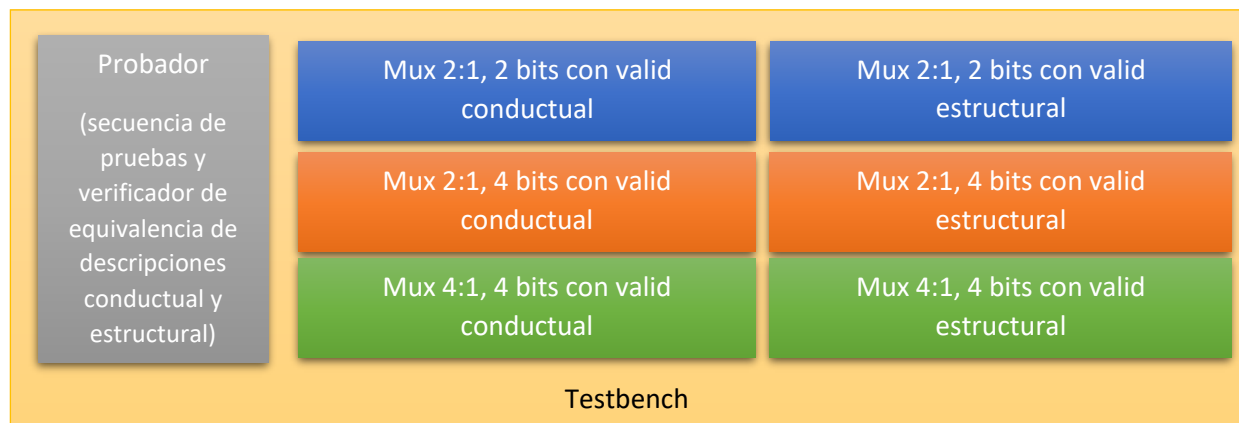 Probador
(secuencia de
pruebas y
verificador de
equivalencia de
descripciones
conductual y
estructural)
Mux 2:1, 2 bits con valid
conductual
Mux 2:1, 2 bits con valid
estructural
Mux 2:1, 4 bits con valid
conductual
Mux 2:1, 4 bits con valid
estructural
Mux 4:1, 4 bits con valid
conductual
Mux 4:1, 4 bits con valid
estructural
Testbench